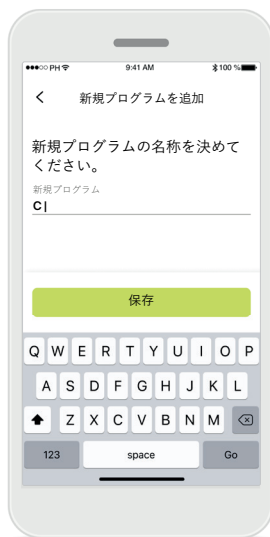 PH 9:41 AM 100 %
新規プログラムを追加
新規プログラムの名称を決めて
ください。
新規プログラム
C|
保存
Q W E R T Y U I O P
A S D F G H J K L
Z X C V B N M
123 space Go